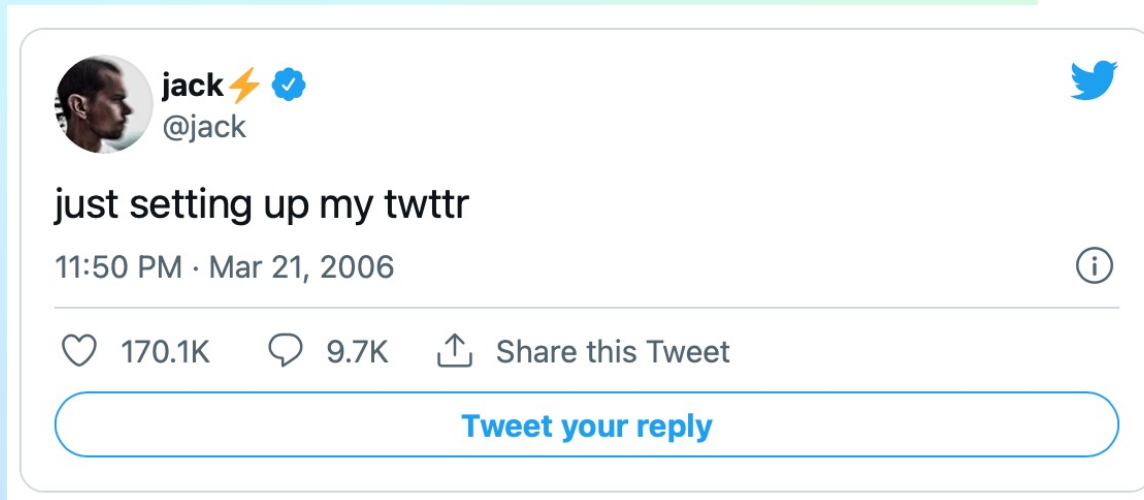 jack⚡
@jack
just setting up my twttr
11:50 PM · Mar 21, 2006
170.1K 9.7K Share this Tweet
Tweet your reply